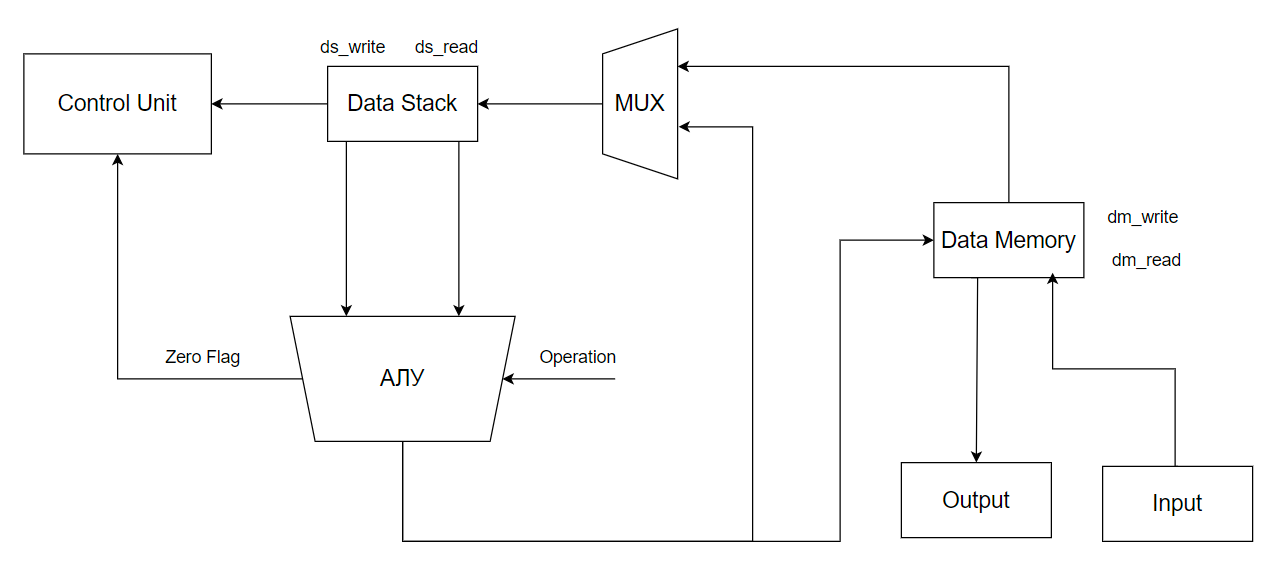 ds_write
ds_read
Control Unit
Data Stack
MUX
dm_write
Data Memory
dm_read
Zero Flag
Operation
АЛУ
Output
Input